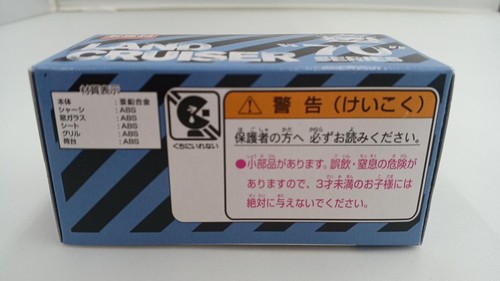 LAND
CRUISER
"70"
SERIES
材質表示
本体：亜鉛合金
シャーシ：ABS
窓ガラス：ABS
シート：ABS
グリル：ABS
荷台：ABS
くちにいれない
警告（けいこく）
保護者の方へ 必ずお読みください。
●小部品があります。誤飲・窒息の危険が
ありますので、3才未満のお子様には
絶対に与えないでください。